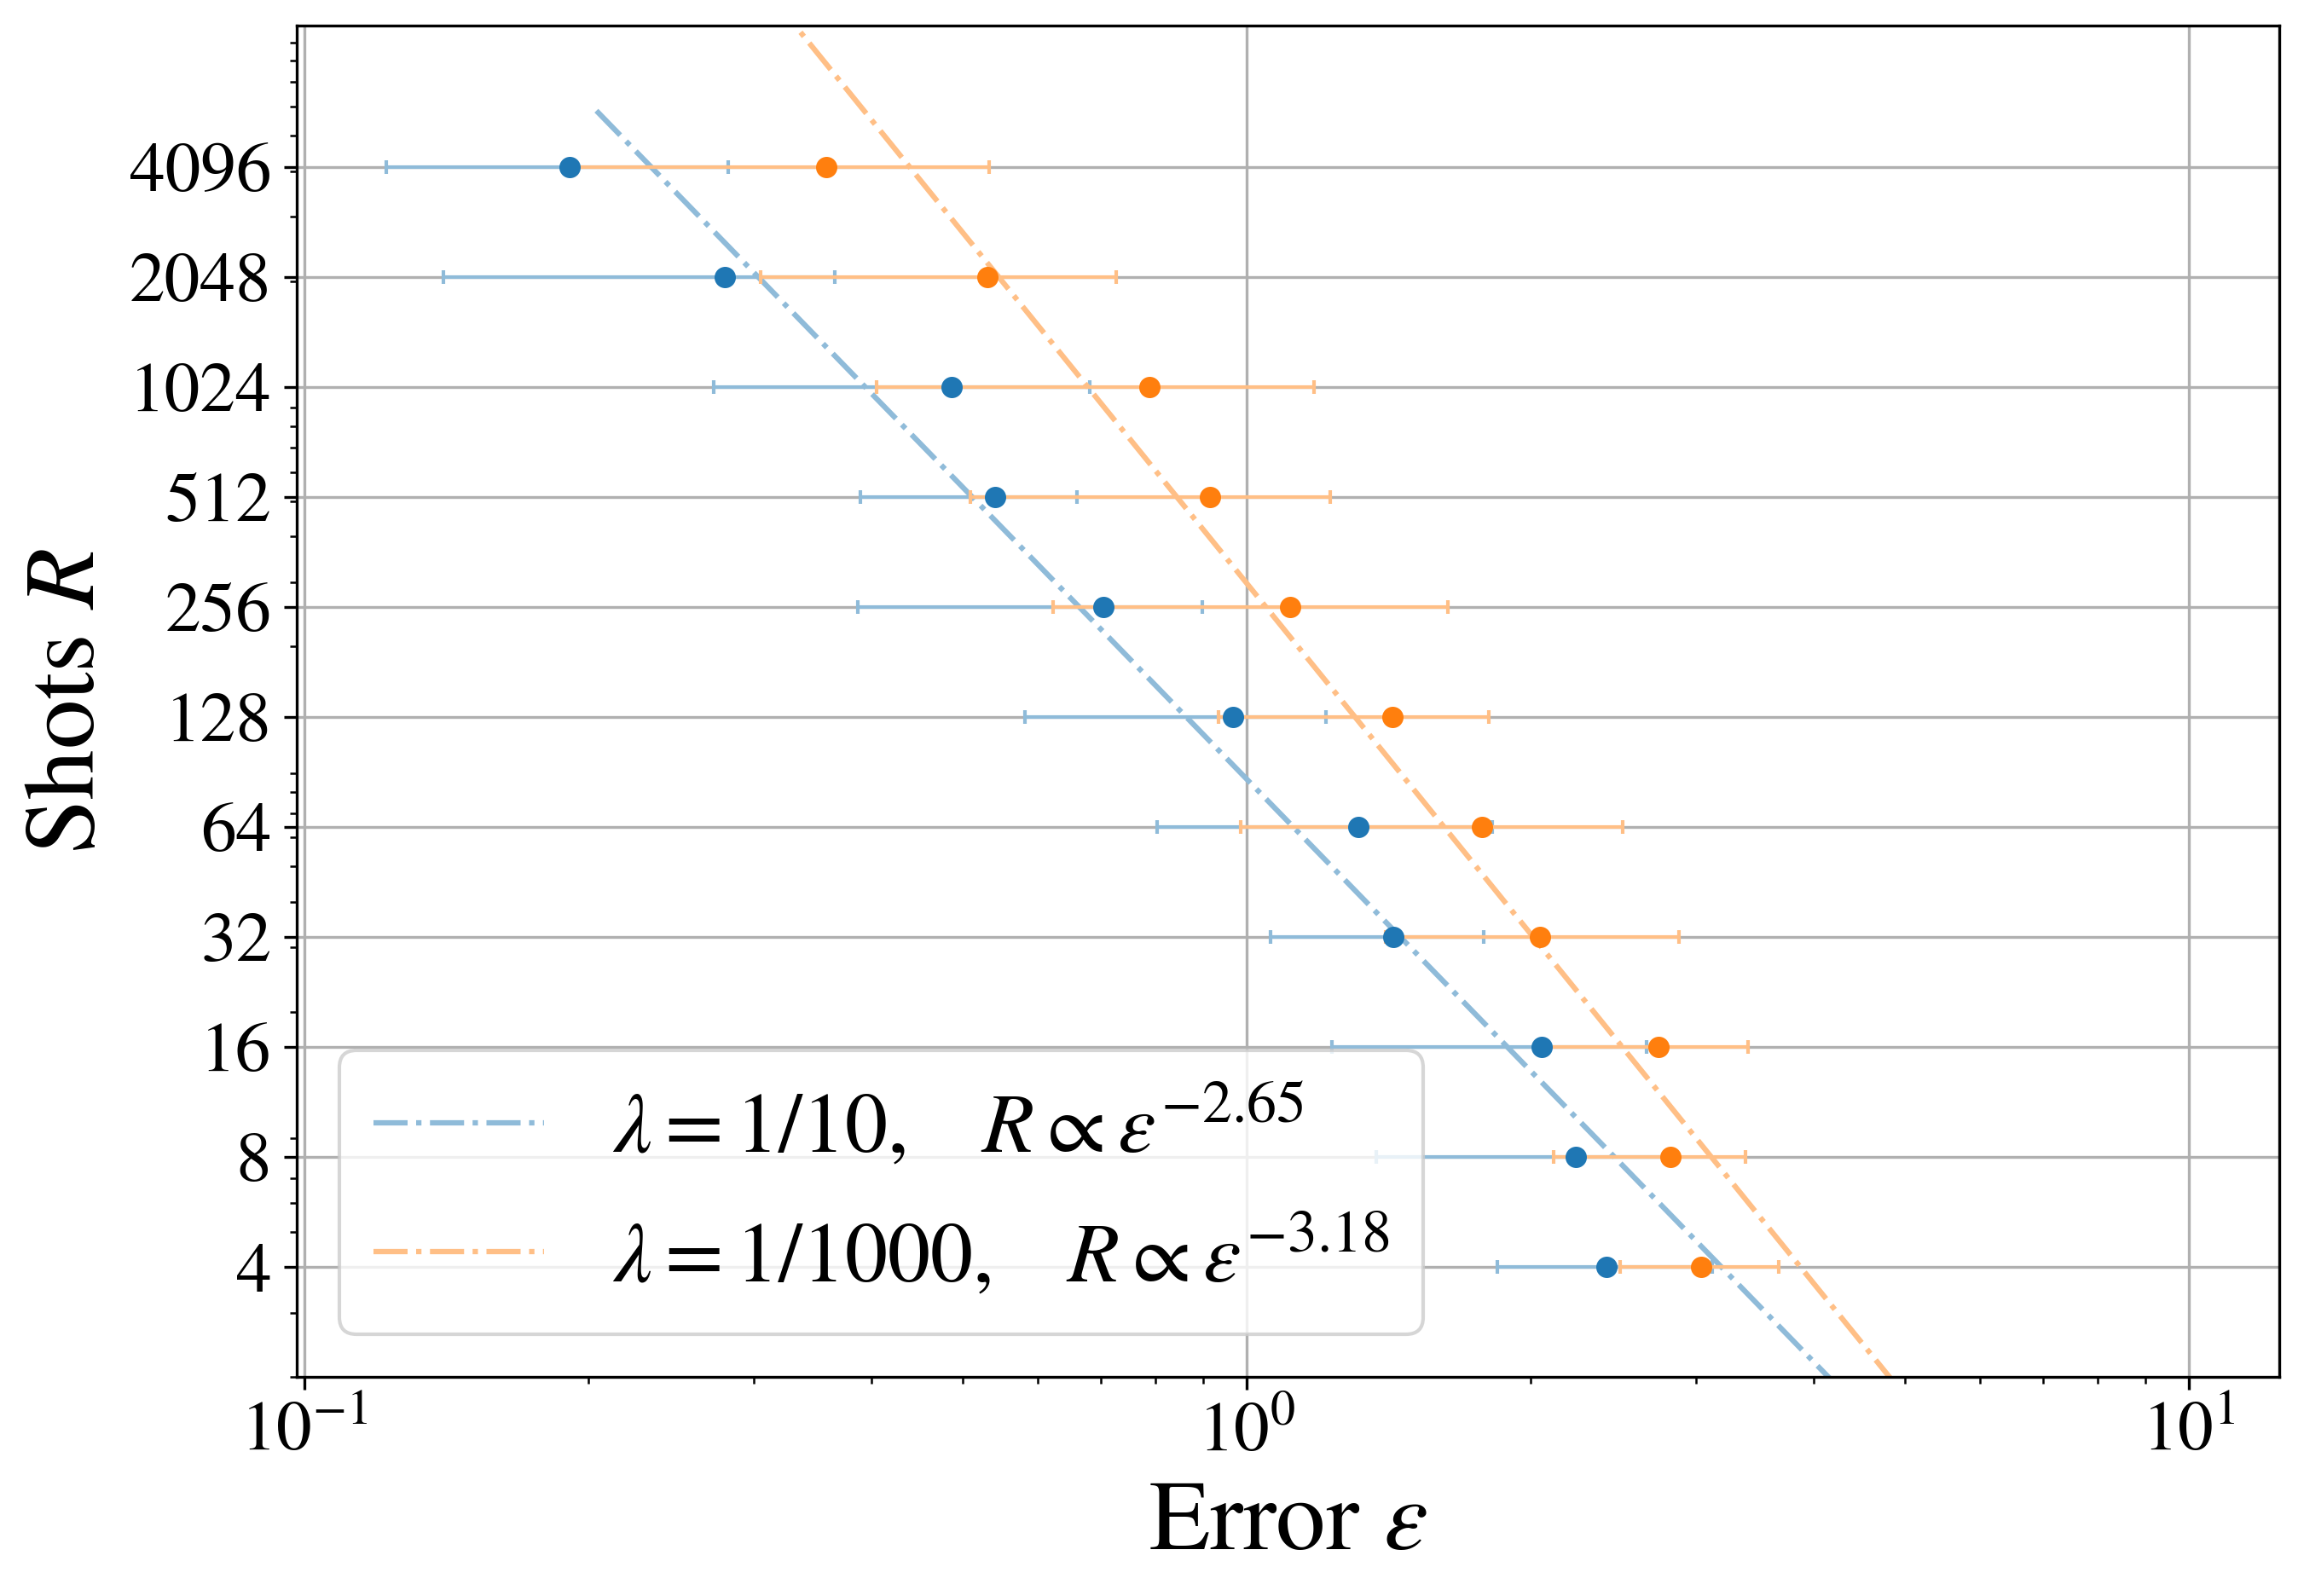 Shots R
4096
2048
1024
512
256
128
64
32
16
8
4
λ = 1/10, R ∝ ε^{-2.65}
λ = 1/1000, R ∝ ε^{-3.18}
10^{-1} 10^{0} 10^{1}
Error ε